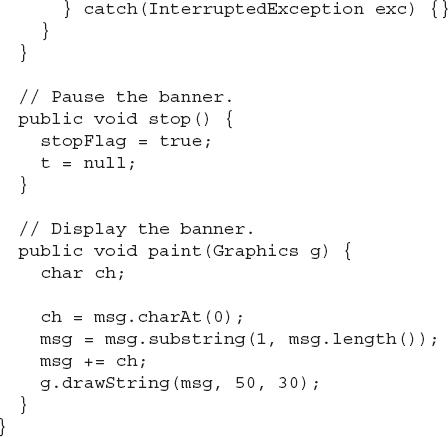 } catch(InterruptedException exc) {}
    }
  }

  // Pause the banner.
  public void stop() {
    stopFlag = true;
    t = null;
  }

  // Display the banner.
  public void paint(Graphics g) {
    char ch;

    ch = msg.charAt(0);
    msg = msg.substring(1, msg.length());
    msg += ch;
    g.drawString(msg, 50, 30);
  }
}